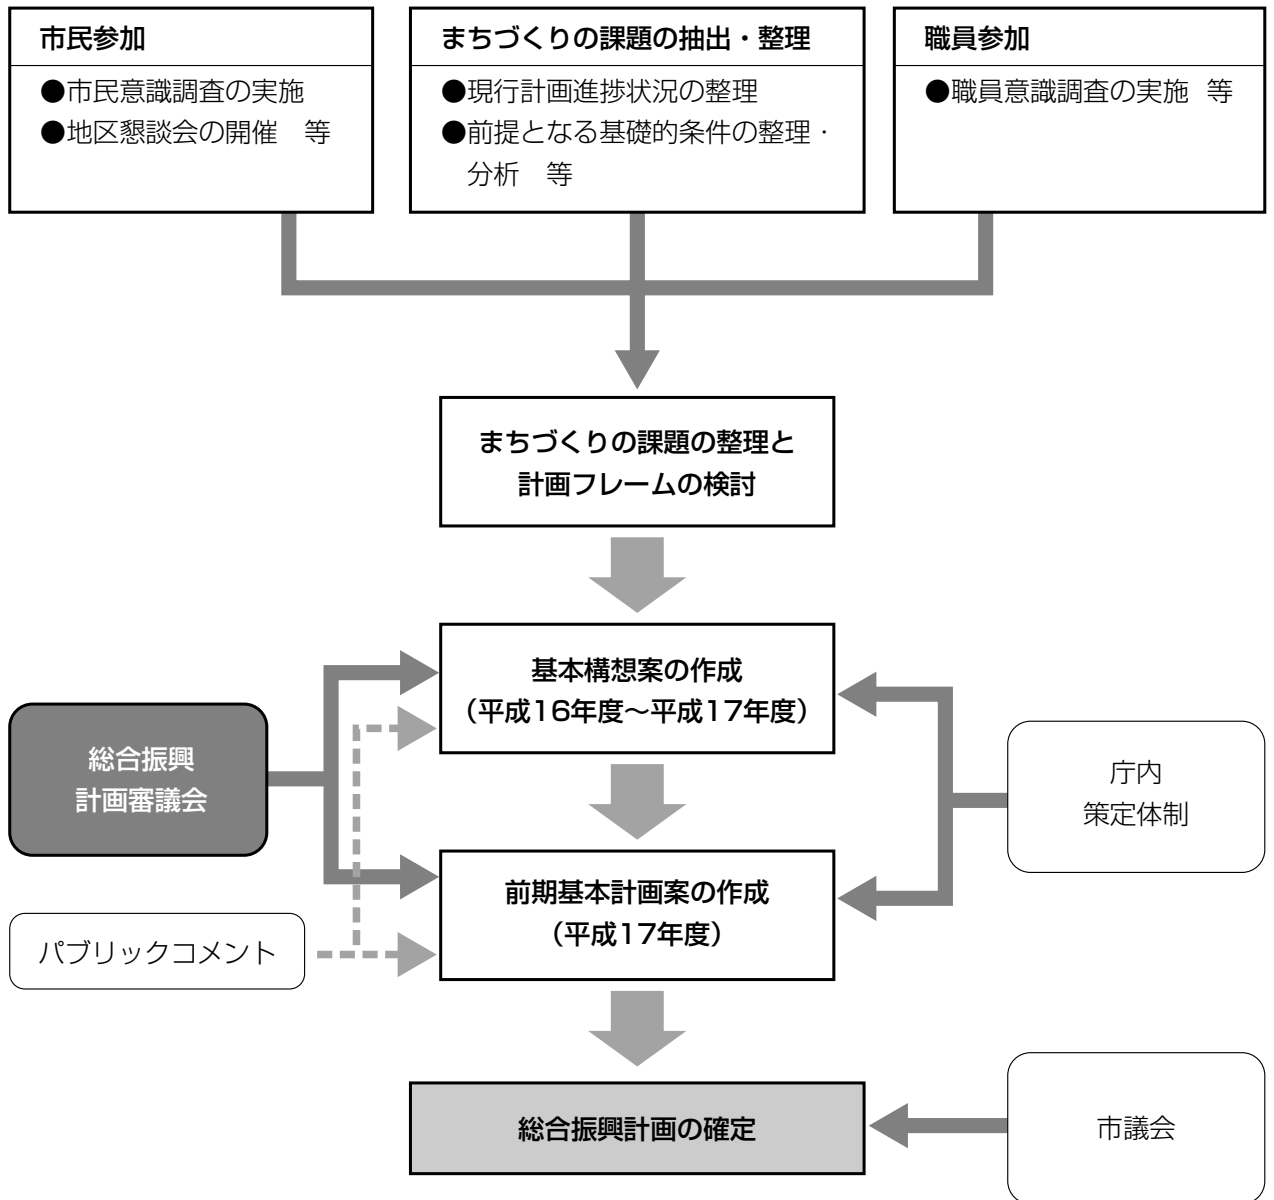 市民参加
●市民意識調査の実施
●地区懇談会の開催　等
まちづくりの課題の抽出・整理
●現行計画進捗状況の整理
●前提となる基礎的条件の整理・
分析　等
職員参加
●職員意識調査の実施 等
まちづくりの課題の整理と
計画フレームの検討
基本構想案の作成
（平成16年度～平成17年度）
総合振興
計画審議会
庁内
策定体制
前期基本計画案の作成
（平成17年度）
パブリックコメント
総合振興計画の確定
市議会